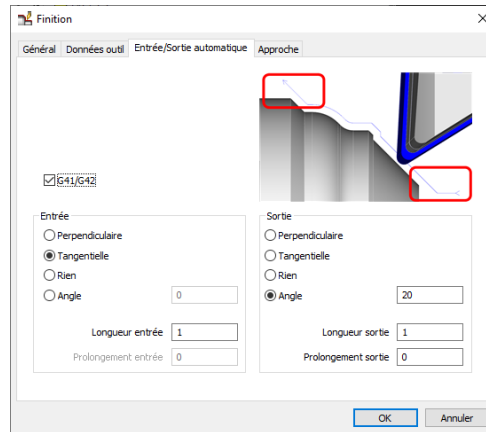 Finition
Général Données outil Entrée/Sortie automatique Approche
G41/G42
Entrée
Perpendiculaire
Tangentielle
Rien
Angle 0
Longueur entrée 1
Prolongement entrée 0
Sortie
Perpendiculaire
Tangentielle
Rien
Angle 20
Longueur sortie 1
Prolongement sortie 0
OK Annuler